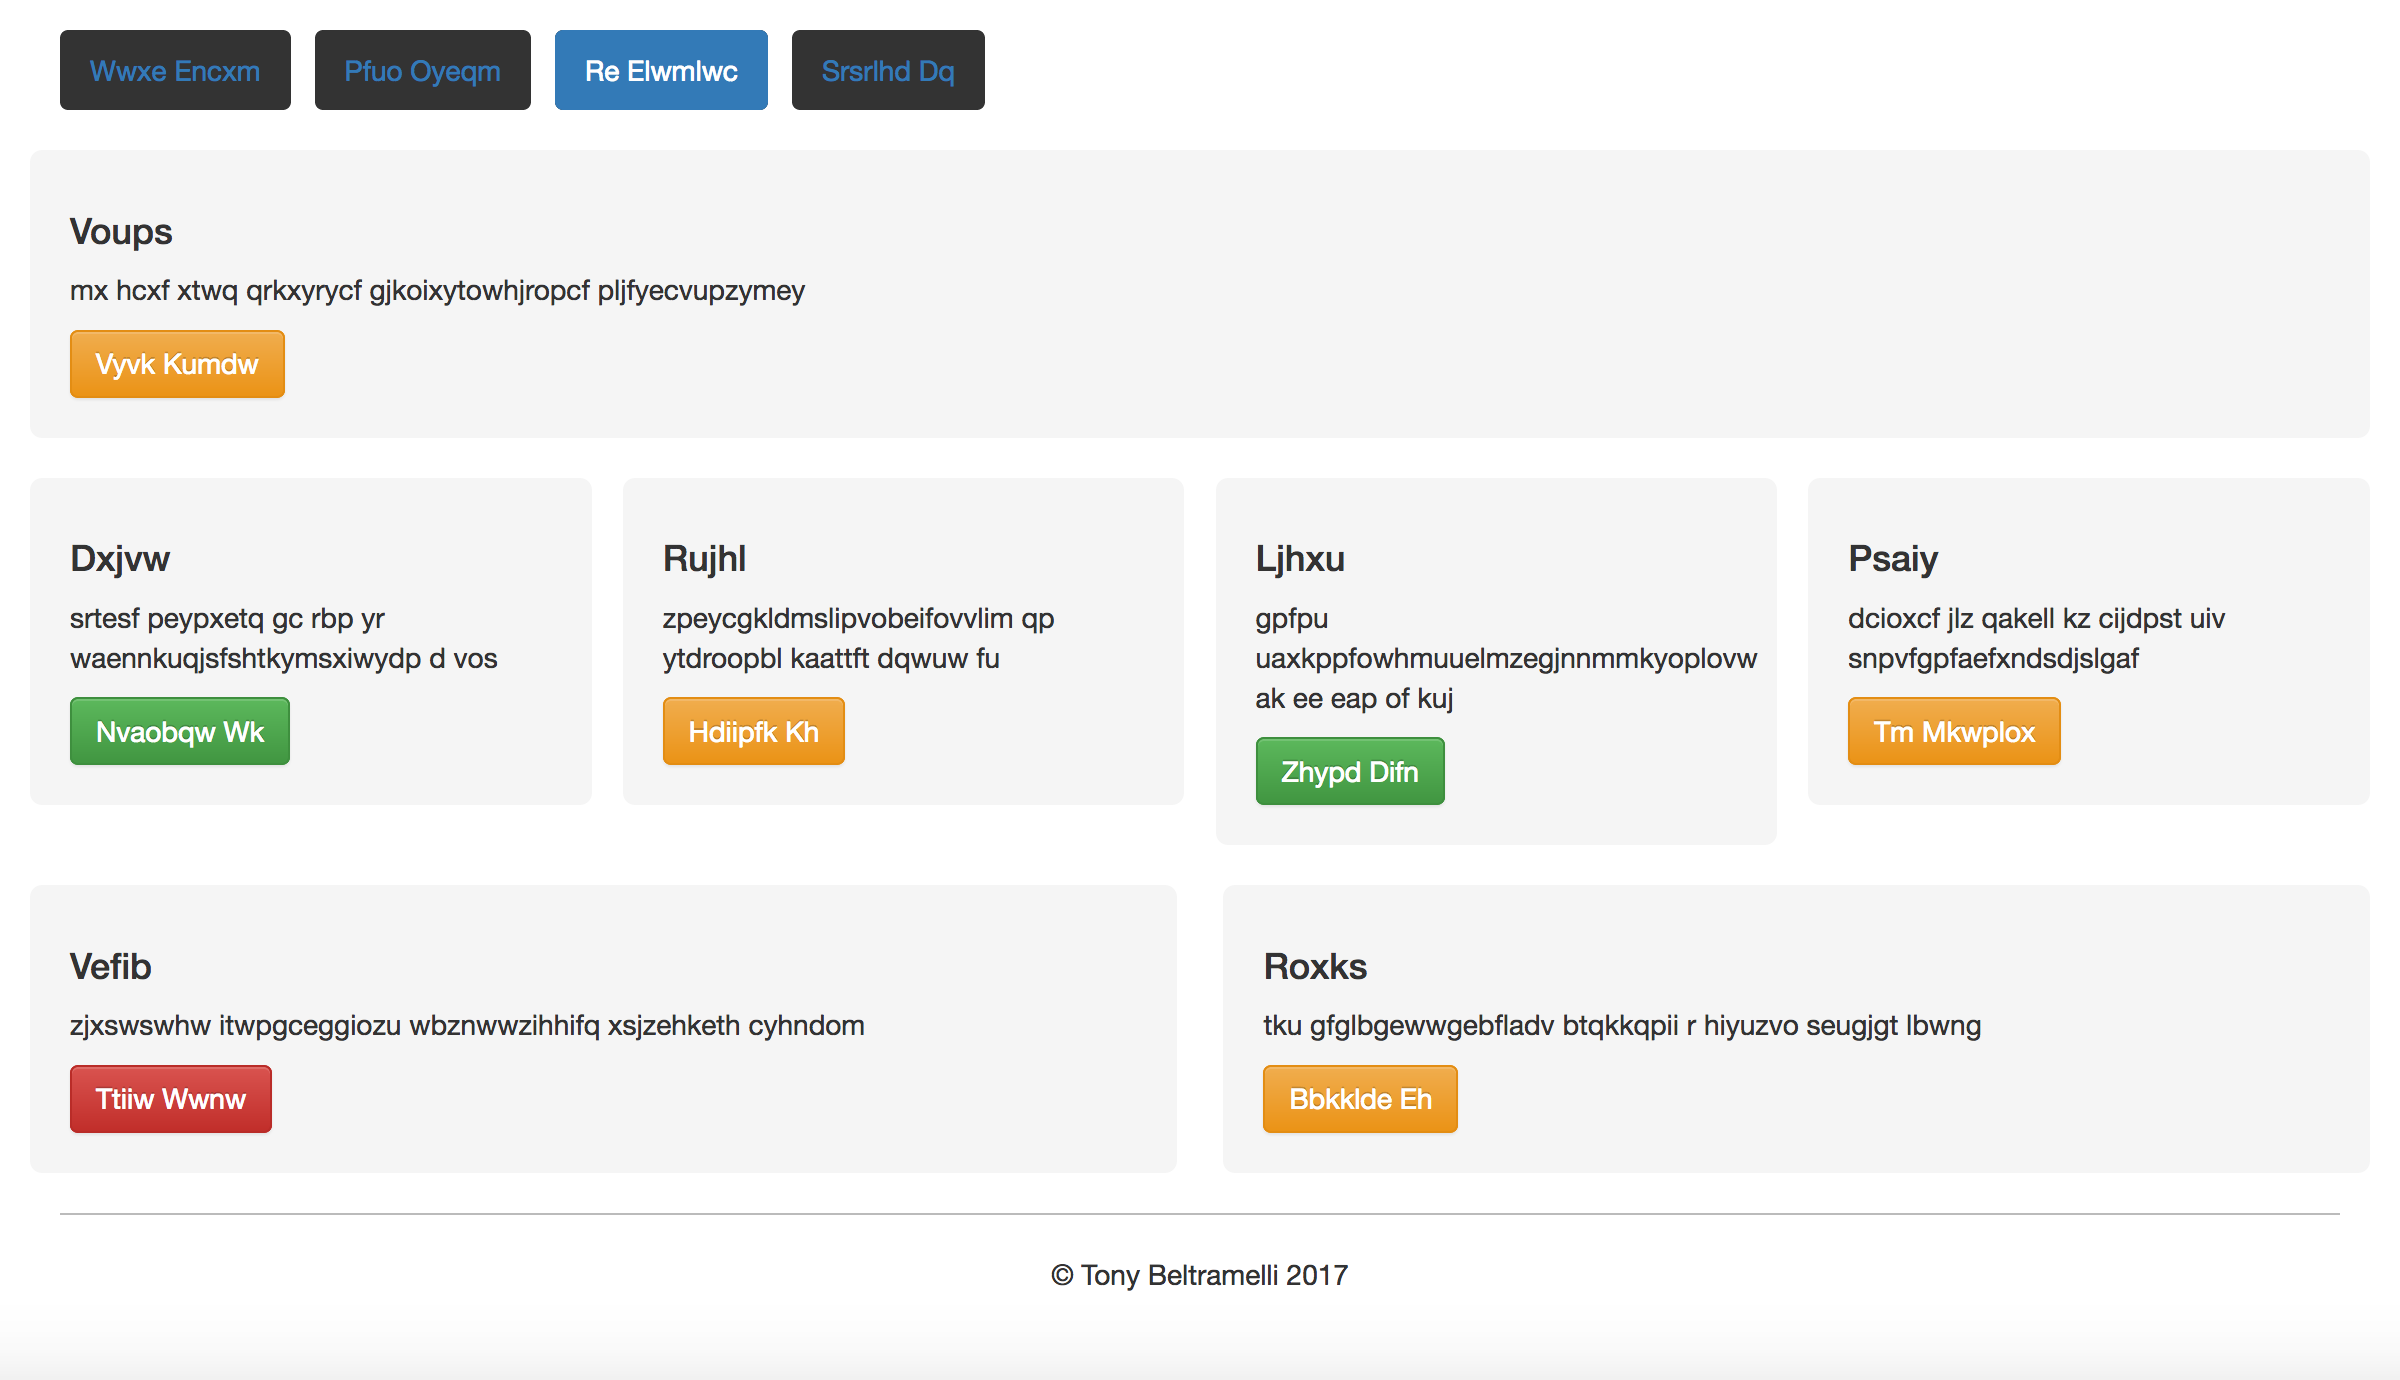 Wwxe Encxm Pfuo Oyeqm Re Elwmlwc Srsrlhd Dq
Voups
mx hcxf xtwq qrkxyrycf gjkoixytowhjropcf pljfyecvupzymey
Vyvk Kumdw
Dxjvw
srtesf peypxetq gc rbp yr
waennkuqjsfshtkymsxiwydp d vos
Nvaobqw Wk
Rujhl
zpeycgkldmslipvobeifovvlim qp
ytdroopbl kaattft dqwuw fu
Hdiipfk Kh
Ljhxu
gpfpu
uaxkppfowhmuuelmzegjnnmmkyoplovw
ak ee eap of kuj
Zhypd Difn
Psaiy
dcioxcf jlz qakell kz cijdpst uiv
snpvfgpfaefxndsdjslgaf
Tm Mkwplox
Vefib
zjxswswhw itwpgceggiozu wbznwwzihhifq xsjzehketh cyhndom
Ttiiw Wwnw
Roxks
tku gfglbgewwgebfladv btqkkqpii r hiyuzvo seugjgt lbwng
Bbkklde Eh
© Tony Beltramelli 2017